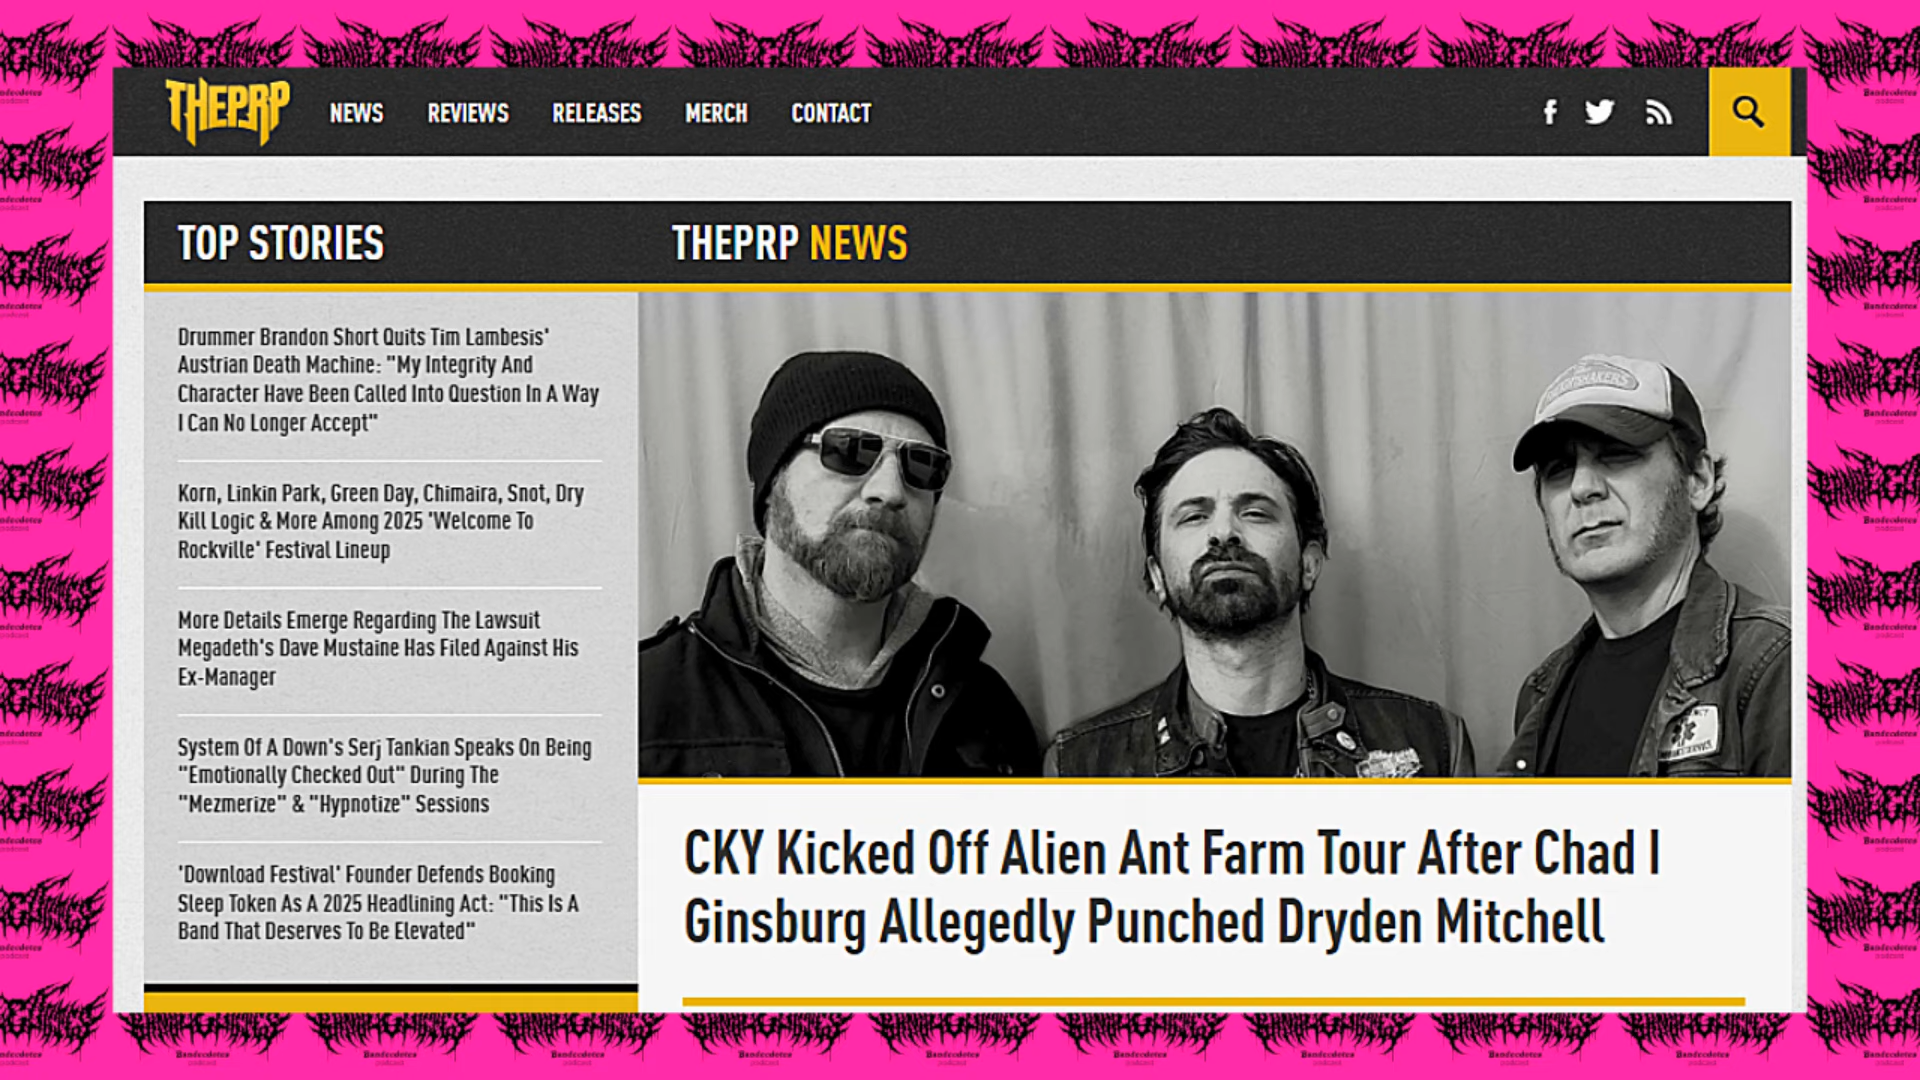 THEPRP
NEWS
REVIEWS
RELEASES
MERCH
CONTACT
TOP STORIES
Drummer Brandon Short Quits Tim Lambesis'
Austrian Death Machine: "My Integrity And
Character Have Been Called Into Question In A Way
I Can No Longer Accept"
Korn, Linkin Park, Green Day, Chimaira, Snot, Dry
Kill Logic & More Among 2025 'Welcome To
Rockville' Festival Lineup
More Details Emerge Regarding The Lawsuit
Megadeth's Dave Mustaine Has Filed Against His
Ex-Manager
System Of A Down's Serj Tankian Speaks On Being
"Emotionally Checked Out" During The
"Mezmerize" & "Hypnotize" Sessions
'Download Festival' Founder Defends Booking
Sleep Token As A 2025 Headlining Act: "This Is A
Band That Deserves To Be Elevated"
THEPRP NEWS
CKY Kicked Off Alien Ant Farm Tour After Chad I
Ginsburg Allegedly Punched Dryden Mitchell
Bandecdotes
podcast